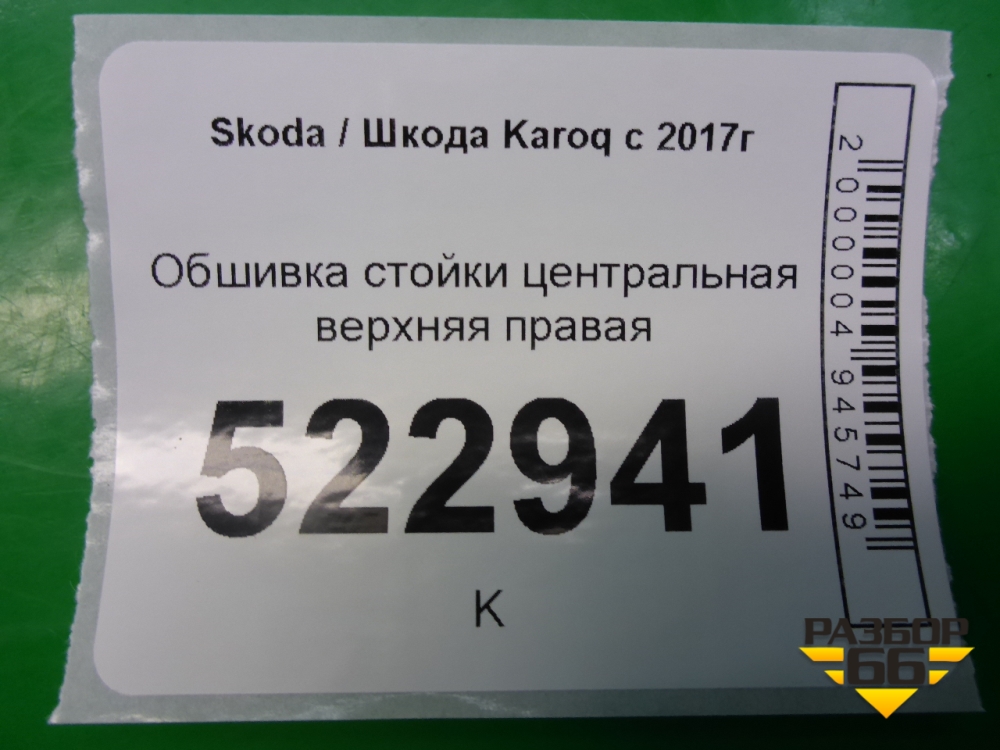 Skoda / Шкода Karoq с 2017г
Обшивка стойки центральная
верхняя правая
522941
К
2000004945749
РАЗБОР
66